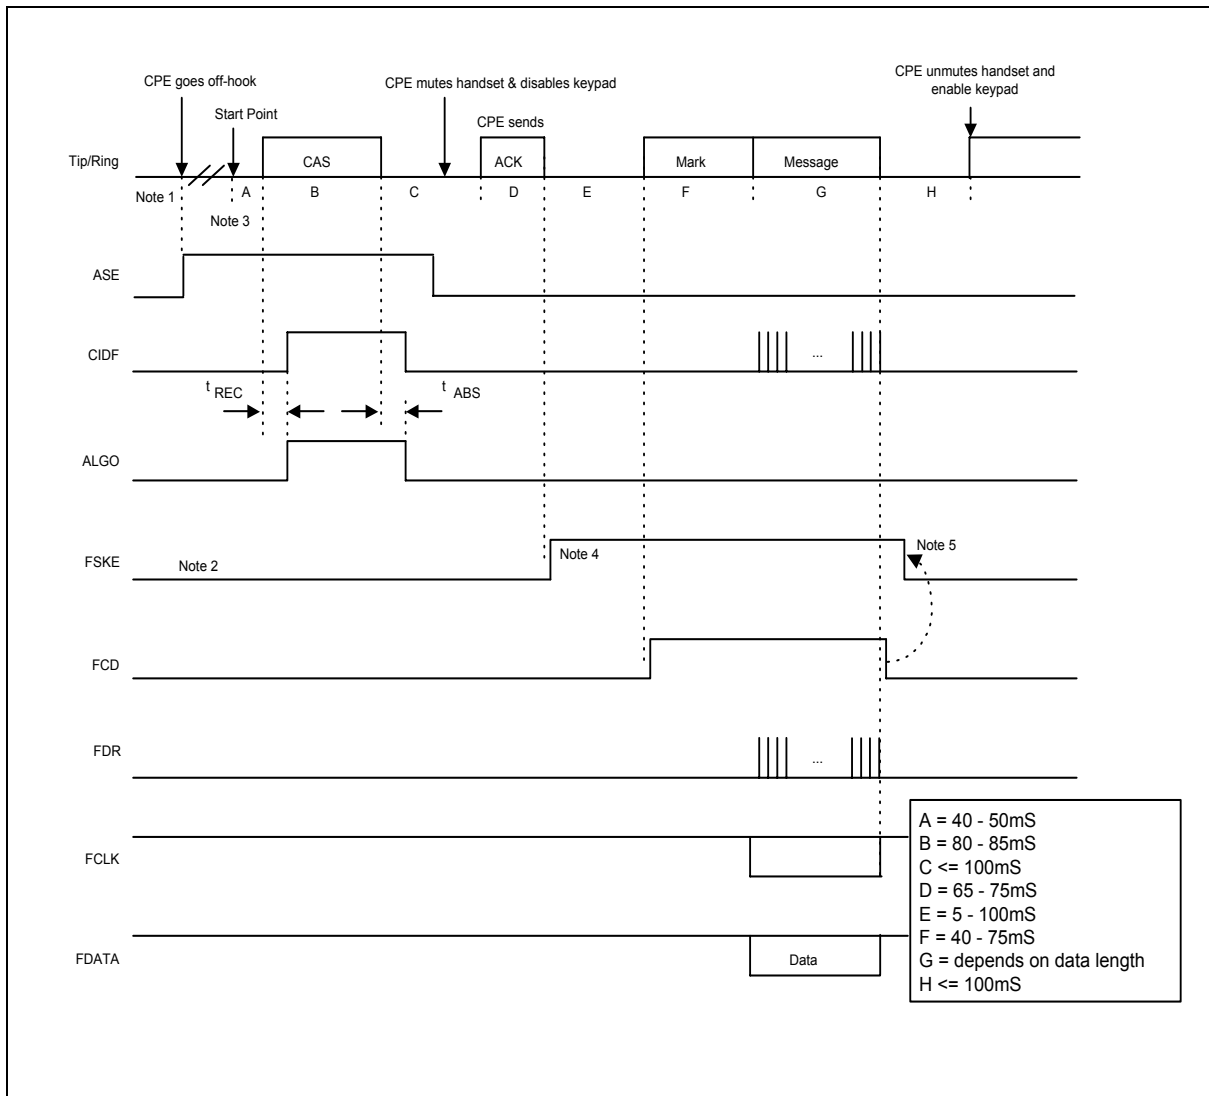 CPE goes off-hook
Start Point
CPE mutes handset & disables keypad
CPE sends
CPE unmutes handset and
enable keypad
Tip/Ring
CAS
ACK
Mark
Message
Note 1
A
B
C
D
E
F
G
H
Note 3
ASE
CIDF
...
t REC
t ABS
ALGO
FSKE
Note 2
Note 4
Note 5
FCD
FDR
...
FCLK
FDATA
Data
A = 40 - 50mS
B = 80 - 85mS
C <= 100mS
D = 65 - 75mS
E = 5 - 100mS
F = 40 - 75mS
G = depends on data length
H <= 100mS